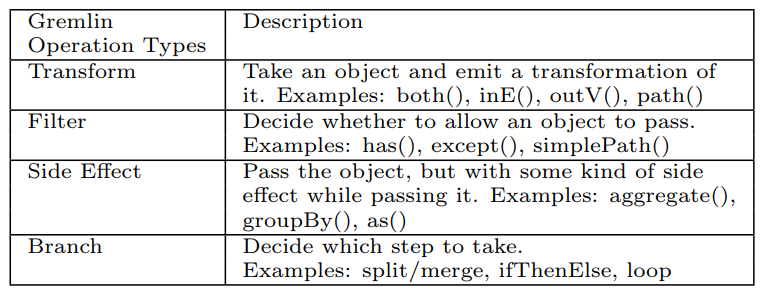 Gremlin
Operation Types
Description
Transform
Take an object and emit a transformation of
it. Examples: both(), inE(), outV(), path()
Filter
Decide whether to allow an object to pass.
Examples: has(), except(), simplePath()
Side Effect
Pass the object, but with some kind of side
effect while passing it. Examples: aggregate(),
groupBy(), as()
Branch
Decide which step to take.
Examples: split/merge, ifThenElse, loop